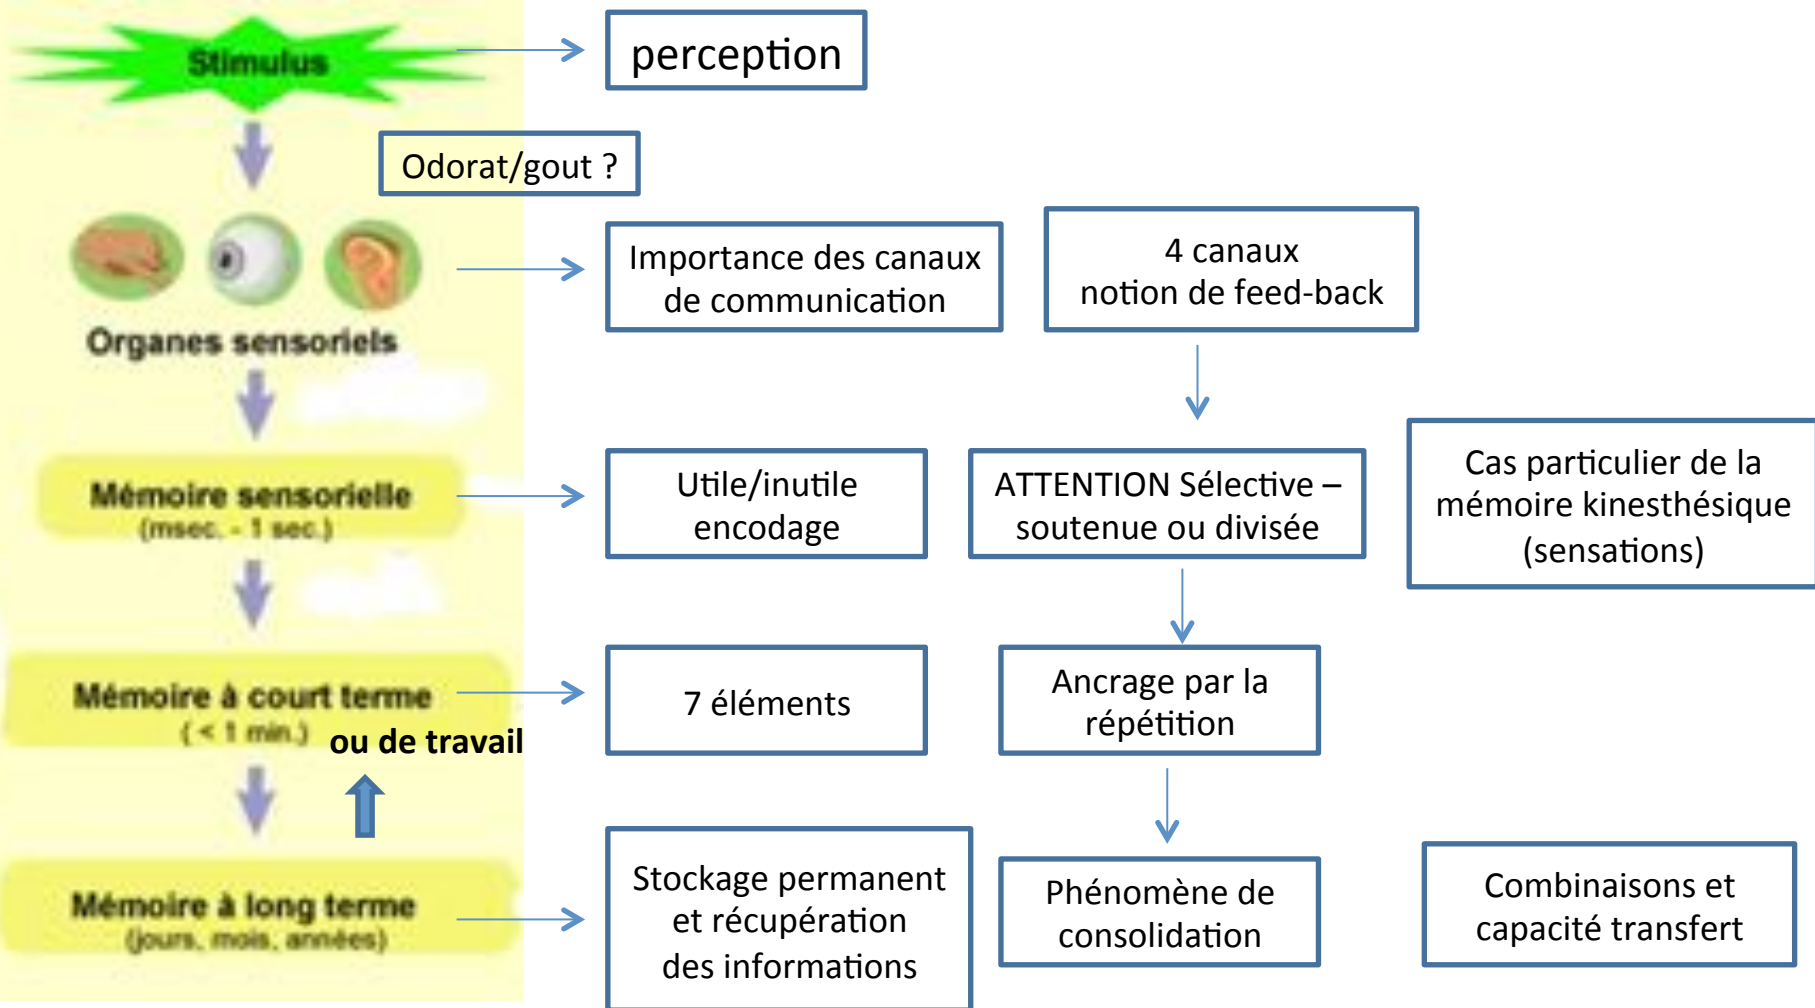 Stimulus
perception
Odorat/gout ?
Organes sensoriels
Importance des canaux
de communication
4 canaux
notion de feed-back
Mémoire sensorielle
(msec. - 1 sec.)
Utile/inutile
encodage
ATTENTION Sélective –
soutenue ou divisée
Cas particulier de la
mémoire kinesthésique
(sensations)
Mémoire à court terme
( < 1 min.)
ou de travail
7 éléments
Ancrage par la
répétition
Mémoire à long terme
(jours, mois, années)
Stockage permanent
et récupération
des informations
Phénomène de
consolidation
Combinaisons et
capacité transfert